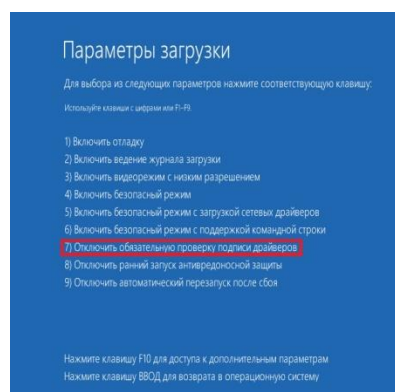 Параметры загрузки
Для выбора из следующих параметров нажмите соответствующую клавишу:
Используйте клавиши с цифрами или F1–F9.
1) Включить отладку
2) Включить ведение журнала загрузки
3) Включить видеорежим с низким разрешением
4) Включить безопасный режим
5) Включить безопасный режим с загрузкой сетевых драйверов
6) Включить безопасный режим с поддержкой командной строки
7) Отключить обязательную проверку подписи драйверов
8) Отключить ранний запуск антивредоносной защиты
9) Отключить автоматический перезапуск после сбоя
Нажмите клавишу F10 для доступа к дополнительным параметрам
Нажмите клавишу ВВОД для возврата в операционную систему